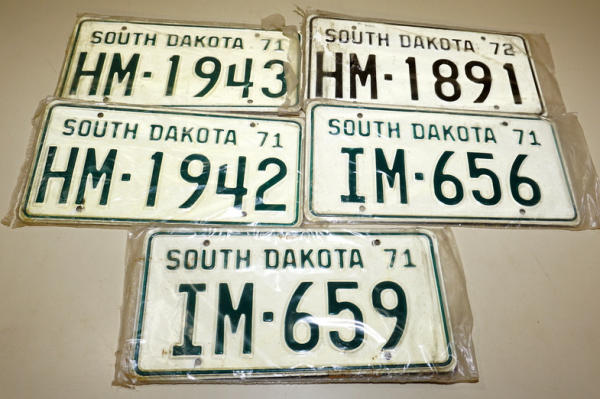 SOUTH DAKOTA 71
HM·1943
SOUTH DAKOTA 72
HM·1891
SOUTH DAKOTA 71
HM·1942
SOUTH DAKOTA 71
IM·656
SOUTH DAKOTA 71
IM·659